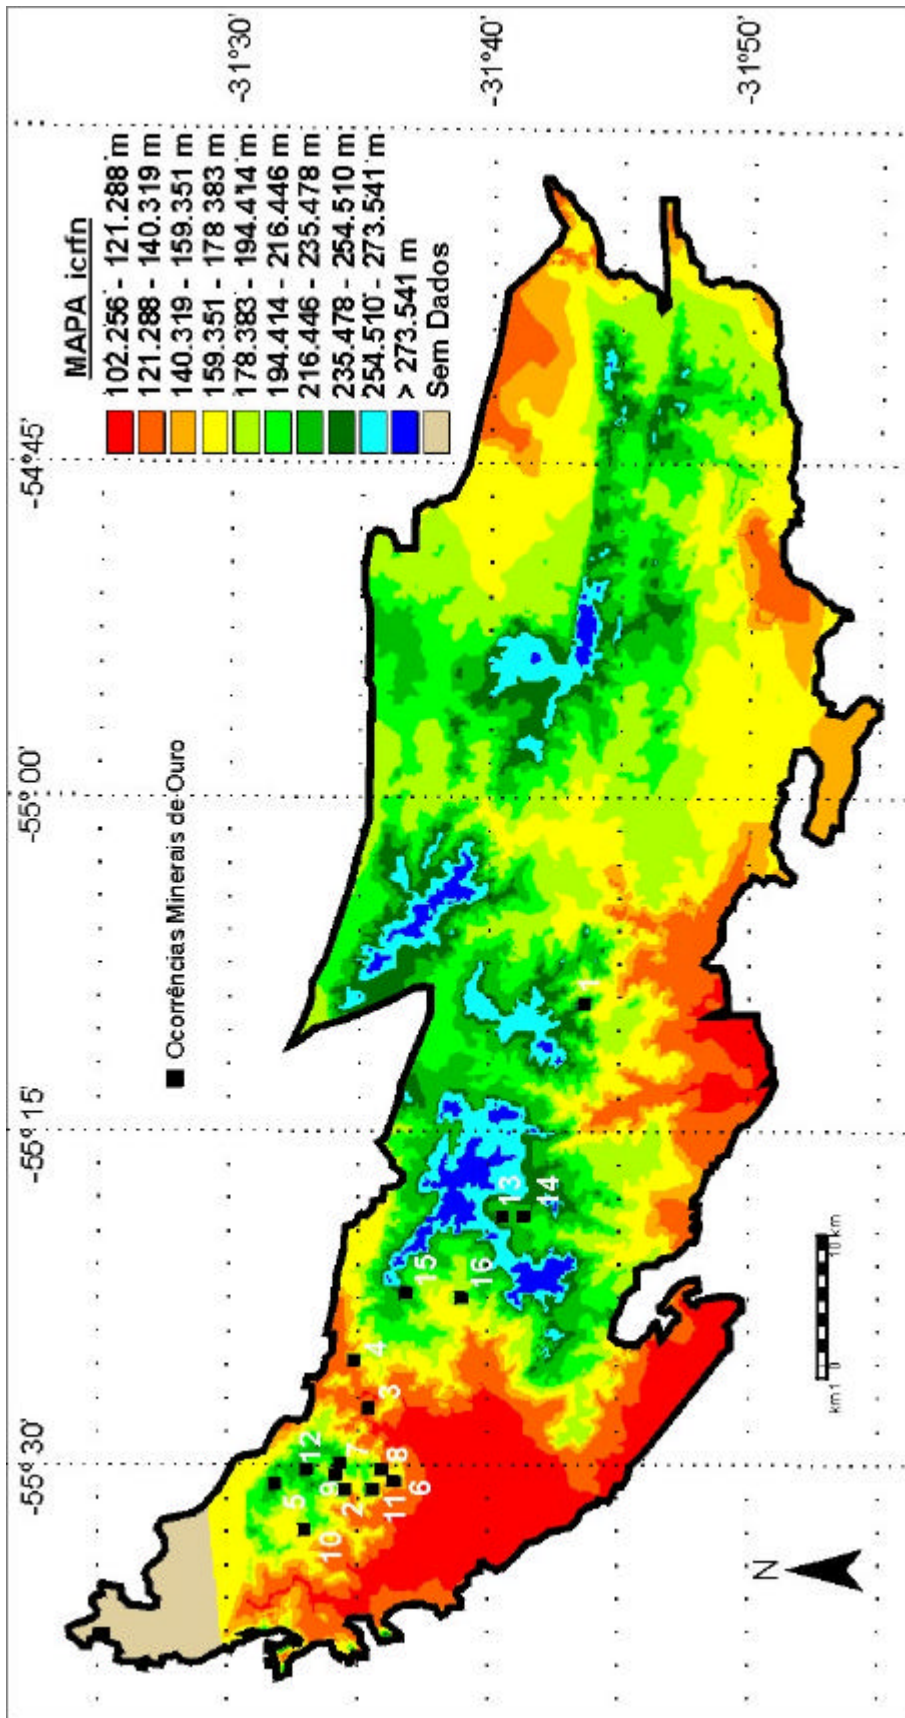 -55°30'
-55°15'
-55°00'
-54°45'
-31°30'
-31°40'
-31°50'
MAPA icrfn
102.256 - 121.288 m
121.288 - 140.319 m
140.319 - 159.351 m
159.351 - 178.383 m
178.383 - 194.414 m
194.414 - 216.446 m
216.446 - 235.478 m
235.478 - 254.510 m
254.510 - 273.541 m
> 273.541 m
Sem Dados
Ocorrências Minerais de Ouro
5
12
10
9
7
2
11
8
6
3
4
15
16
13
14
1
N
km 1 0 10 km